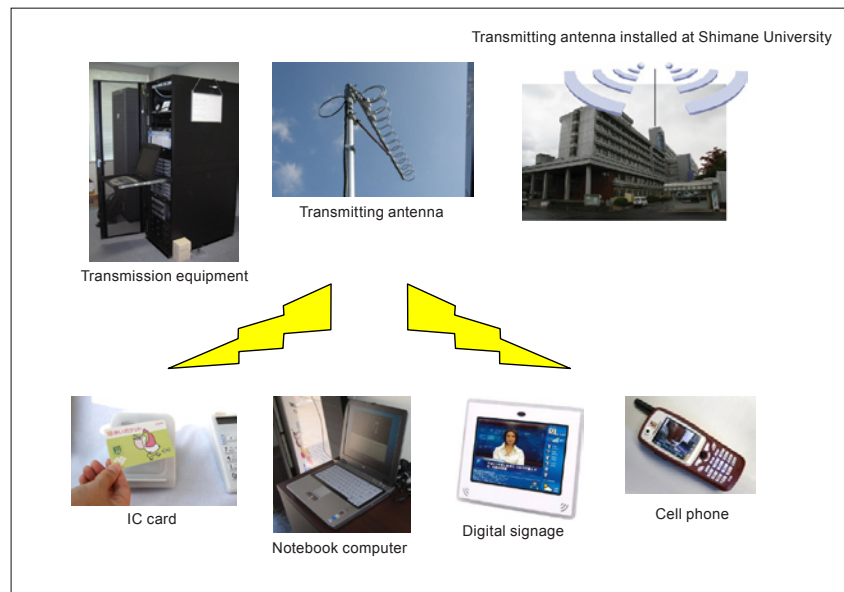 Transmitting antenna installed at Shimane University
Transmitting antenna
Transmission equipment
IC card
Notebook computer
Digital signage
Cell phone